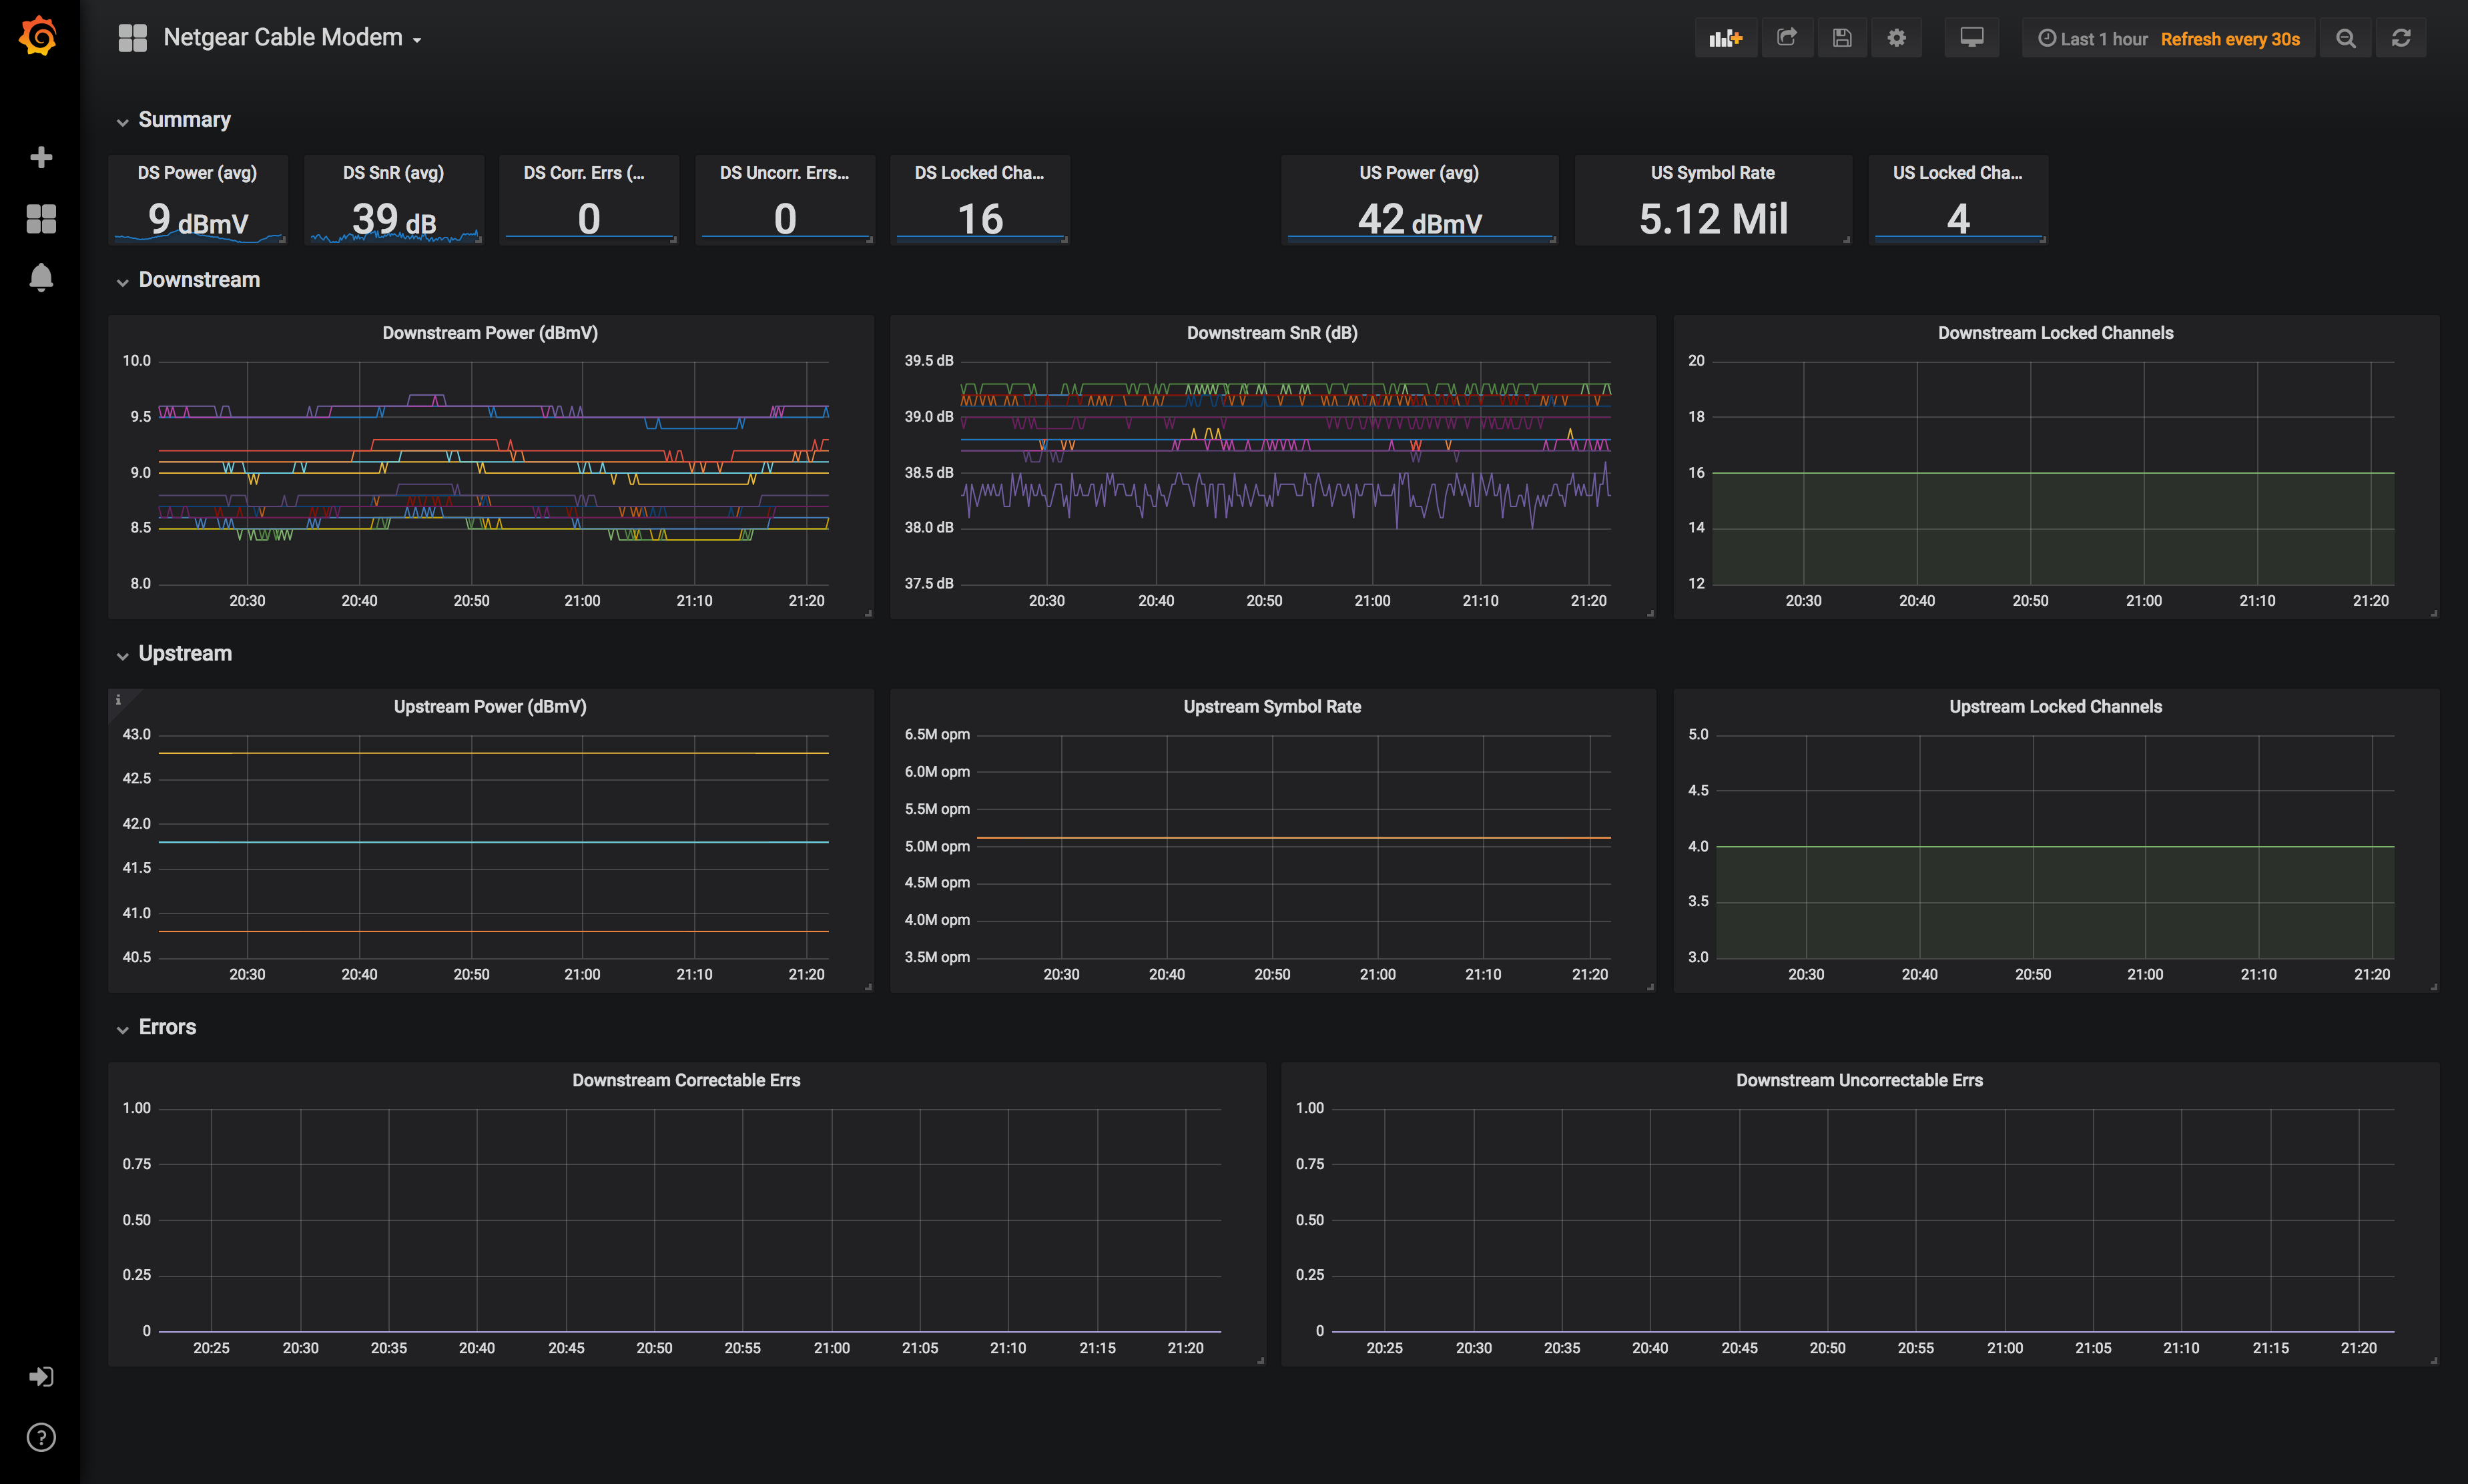 Netgear Cable Modem
Last 1 hour Refresh every 30s
Summary
DS Power (avg)
9 dBmV
DS SnR (avg)
39 dB
DS Corr. Errs (...
0
DS Uncorr. Errs...
0
DS Locked Cha...
16
US Power (avg)
42 dBmV
US Symbol Rate
5.12 Mil
US Locked Cha...
4
Downstream
Downstream Power (dBmV)
10.0
9.5
9.0
8.5
8.0
20:30 20:40 20:50 21:00 21:10 21:20
Downstream SnR (dB)
39.5 dB
39.0 dB
38.5 dB
38.0 dB
37.5 dB
20:30 20:40 20:50 21:00 21:10 21:20
Downstream Locked Channels
20
18
16
14
12
20:30 20:40 20:50 21:00 21:10 21:20
Upstream
i
Upstream Power (dBmV)
43.0
42.5
42.0
41.5
41.0
40.5
20:30 20:40 20:50 21:00 21:10 21:20
Upstream Symbol Rate
6.5M opm
6.0M opm
5.5M opm
5.0M opm
4.5M opm
4.0M opm
3.5M opm
20:30 20:40 20:50 21:00 21:10 21:20
Upstream Locked Channels
5.0
4.5
4.0
3.5
3.0
20:30 20:40 20:50 21:00 21:10 21:20
Errors
Downstream Correctable Errs
1.00
0.75
0.50
0.25
0
20:25 20:30 20:35 20:40 20:45 20:50 20:55 21:00 21:05 21:10 21:15 21:20
Downstream Uncorrectable Errs
1.00
0.75
0.50
0.25
0
20:25 20:30 20:35 20:40 20:45 20:50 20:55 21:00 21:05 21:10 21:15 21:20
?